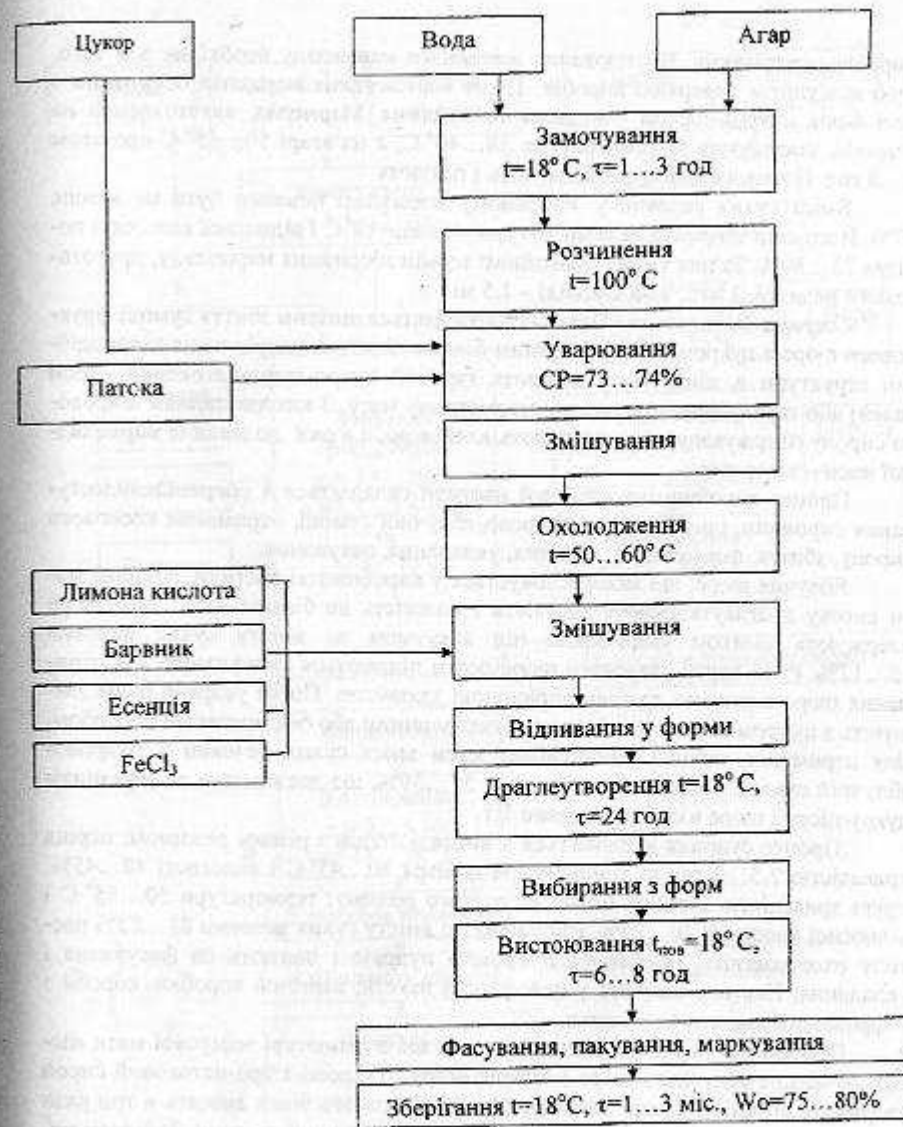 Цукор
Вода
Агар
Замочування
t=18°C, τ=1…3 год
Розчинення
t=100°C
Уварювання
СР=73…74%
Патока
Змішування
Охолодження
t=50…60°C
Лимона кислота
Барвник
Есенція
FeCl₃
Змішування
Відливання у форми
Драглеутворення t=18°C,
τ=24 год
Вибирання з форм
Вистоювання tпов=18°C
τ=6…8 год
Фасування, пакування, маркування
Зберігання t=18°C, τ=1…3 міс., Wo=75…80%